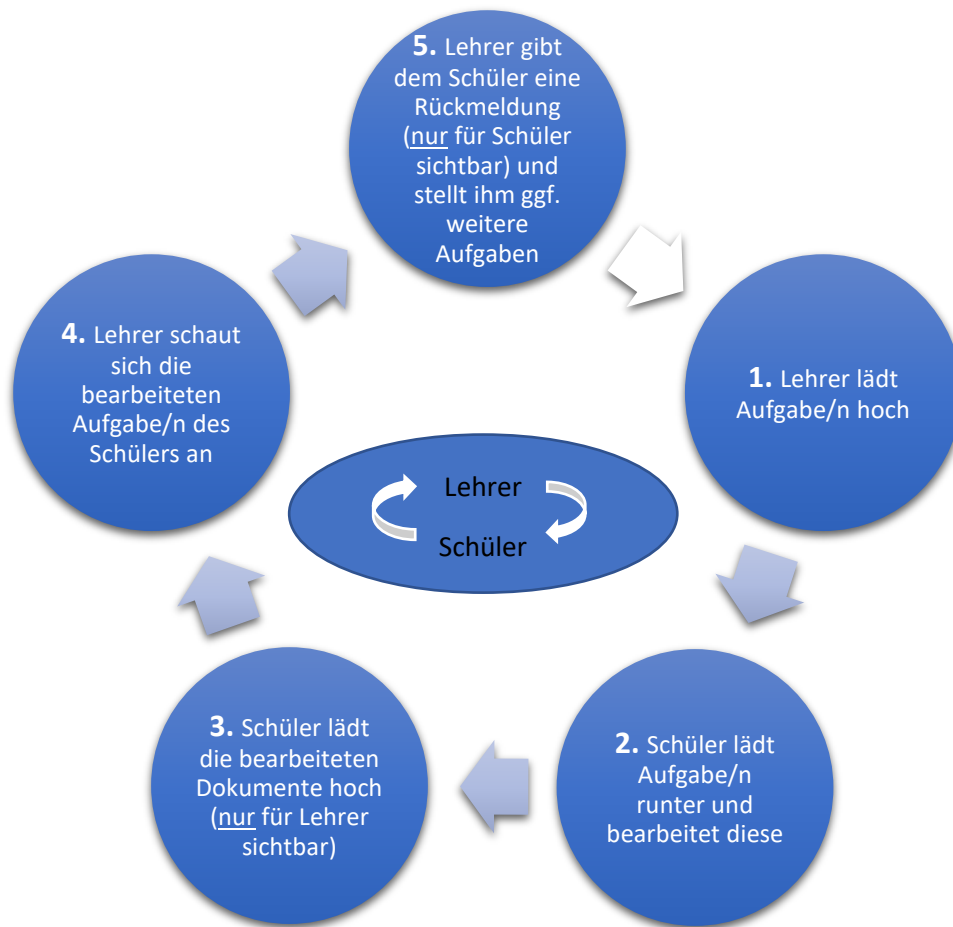 5. Lehrer gibt
dem Schüler eine
Rückmeldung
(nur für Schüler
sichtbar) und
stellt ihm ggf.
weitere
Aufgaben
1. Lehrer lädt
Aufgabe/n hoch
2. Schüler lädt
Aufgabe/n
runter und
bearbeitet diese
3. Schüler lädt
die bearbeiteten
Dokumente hoch
(nur für Lehrer
sichtbar)
4. Lehrer schaut
sich die
bearbeiteten
Aufgabe/n des
Schülers an
Lehrer
Schüler